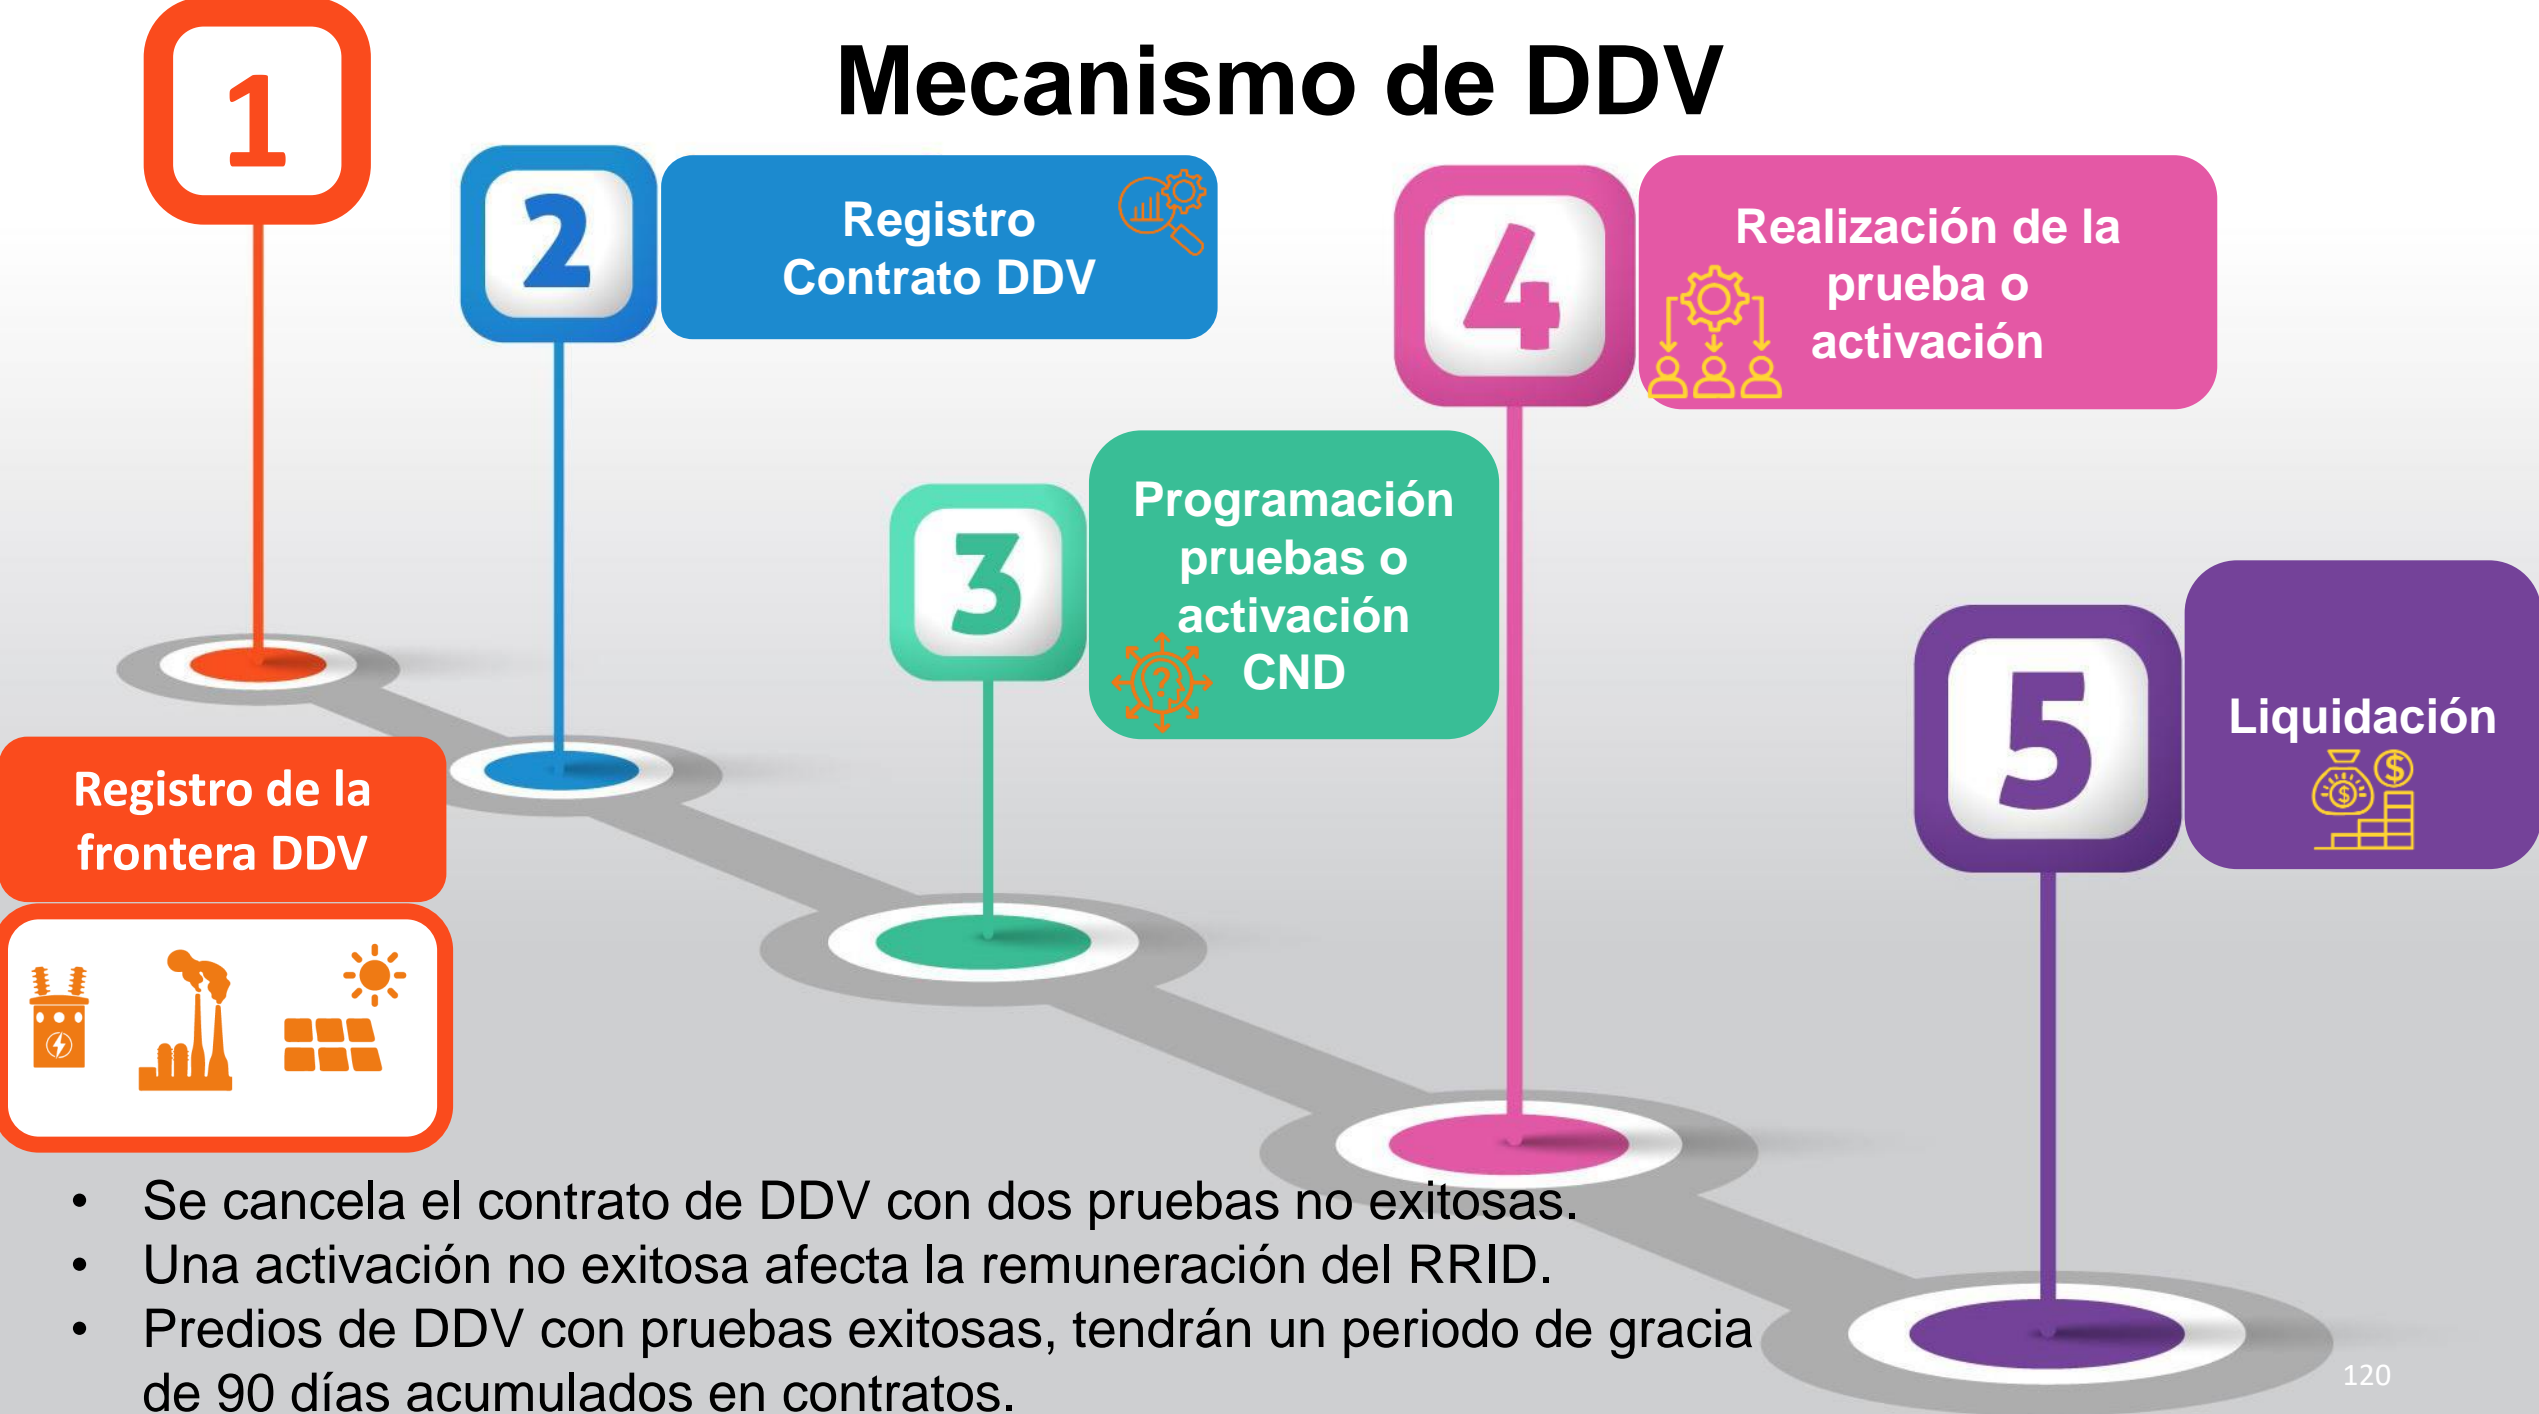 Mecanismo de DDV
1
Registro de la
frontera DDV
2
Registro
Contrato DDV
3
Programación
pruebas o
activación
CND
4
Realización de la
prueba o
activación
5
Liquidación
• Se cancela el contrato de DDV con dos pruebas no exitosas.
• Una activación no exitosa afecta la remuneración del RRID.
• Predios de DDV con pruebas exitosas, tendrán un periodo de gracia
de 90 días acumulados en contratos.
120